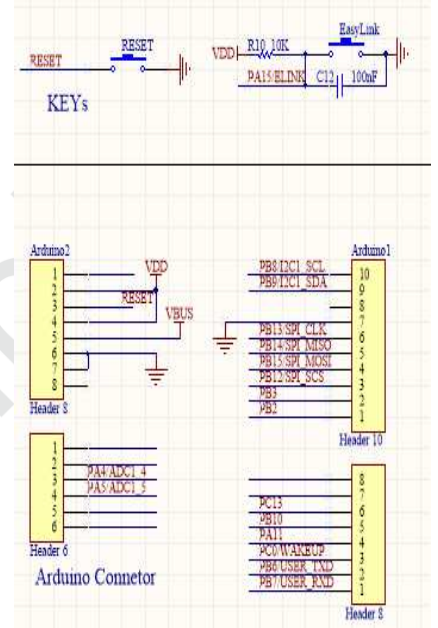 RESET
RESET
KEYs
EasyLink
VDD
R10 10K
PA15/ELINK
C12
100nF
Arduino2
1
2
3
4
5
6
7
8
VDD
RESET
VBUS
Header 8
1
2
3
4
5
6
PA4/ADC1_4
PA5/ADC1_5
Header 6
Arduino Connetor
Arduino1
PB8/I2C1_SCL
PB9/I2C1_SDA
PB13/SPI_CLK
PB14/SPI_MISO
PB15/SPI_MOSI
PB12/SPI_SCS
PB3
PB2
10
9
8
7
6
5
4
3
2
1
Header 10
PC13
PB10
PA11
PC0/WAKEUP
PB6/USER_TXD
PB7/USER_RXD
8
7
6
5
4
3
2
1
Header 8